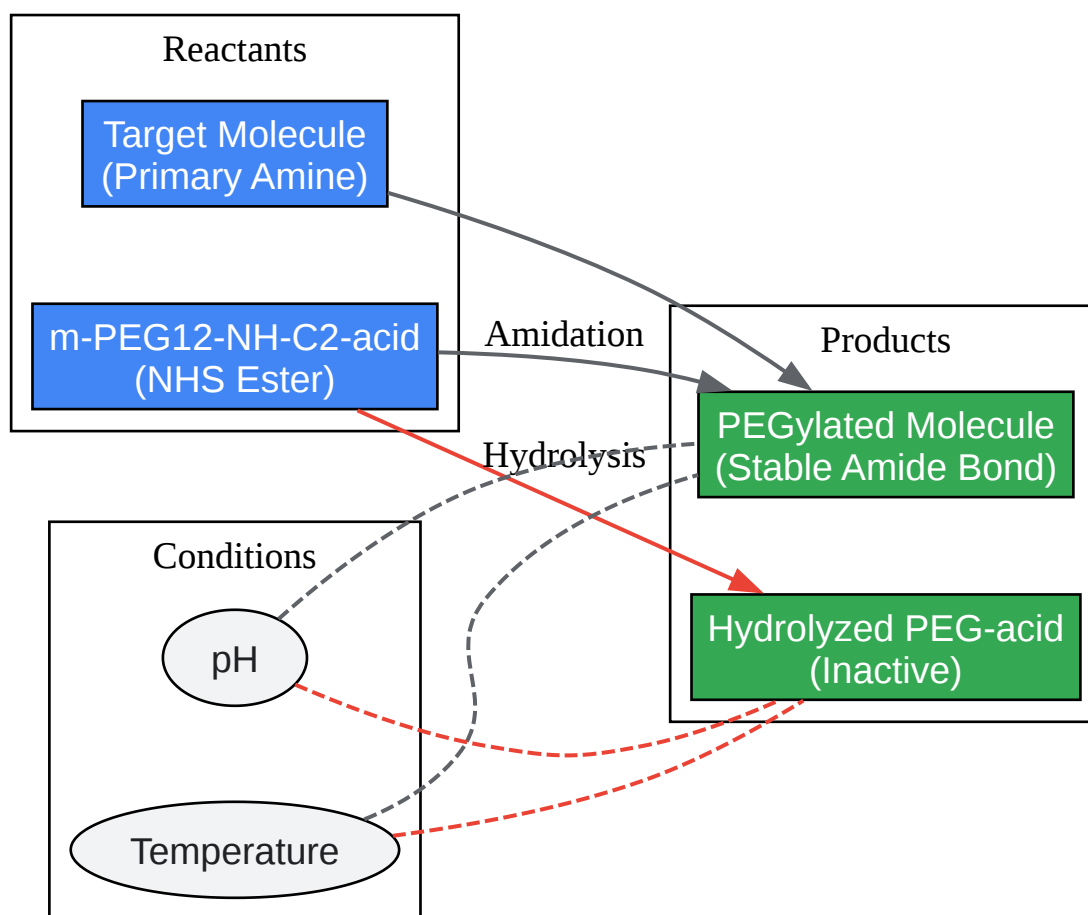 Reactants
Target Molecule
(Primary Amine)
m-PEG12-NH-C2-acid
(NHS Ester)
Amidation
Hydrolysis
Products
PEGylated Molecule
(Stable Amide Bond)
Hydrolyzed PEG-acid
(Inactive)
Conditions
pH
Temperature